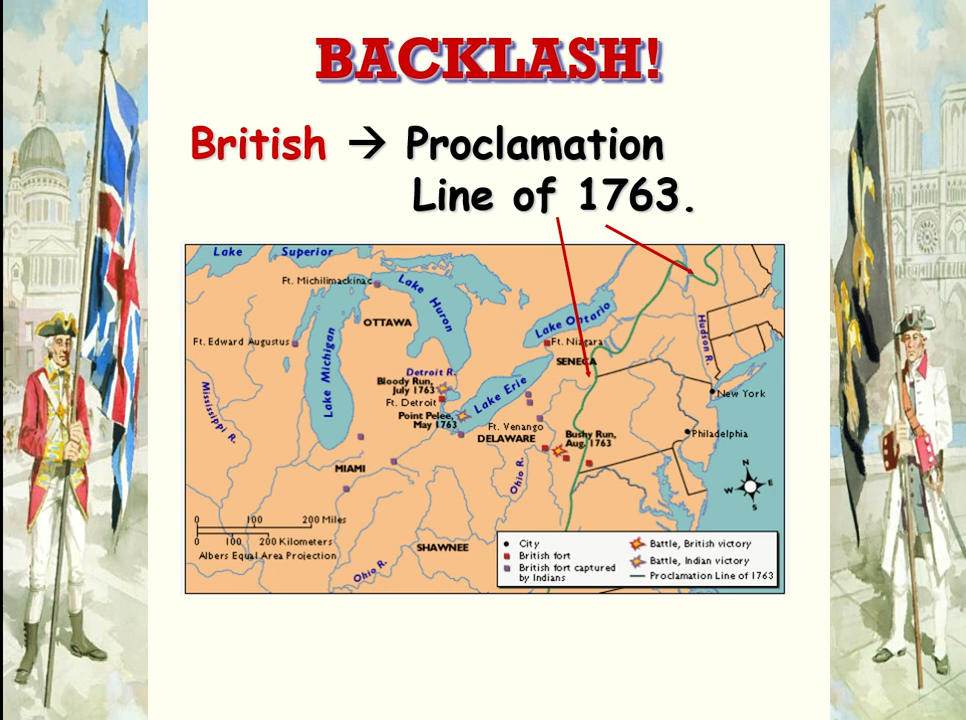 BACKLASH!
British → Proclamation
Line of 1763.
Lake Superior
Ft. Michilimackinac
Lake Huron
OTTAWA
Lake Ontario
Ft. Edward Augustus
Ft. Niagara
SENECA
Hudson R.
Lake Michigan
Detroit R.
Bloody Run,
July 1763
Ft. Detroit
Lake Erie
Mississippi R.
New York
Point Pelee,
May 1763
Ft. Venango
DELAWARE
Bushy Run,
Aug. 1763
Philadelphia
MIAMI
Ohio R.
N
W E
S
0 100 200 Miles
0 100 200 Kilometers
Albers Equal Area Projection
SHAWNEE
Ohio R.
City
British fort
British fort captured
by Indians
Battle, British victory
Battle, Indian victory
Proclamation Line of 1763